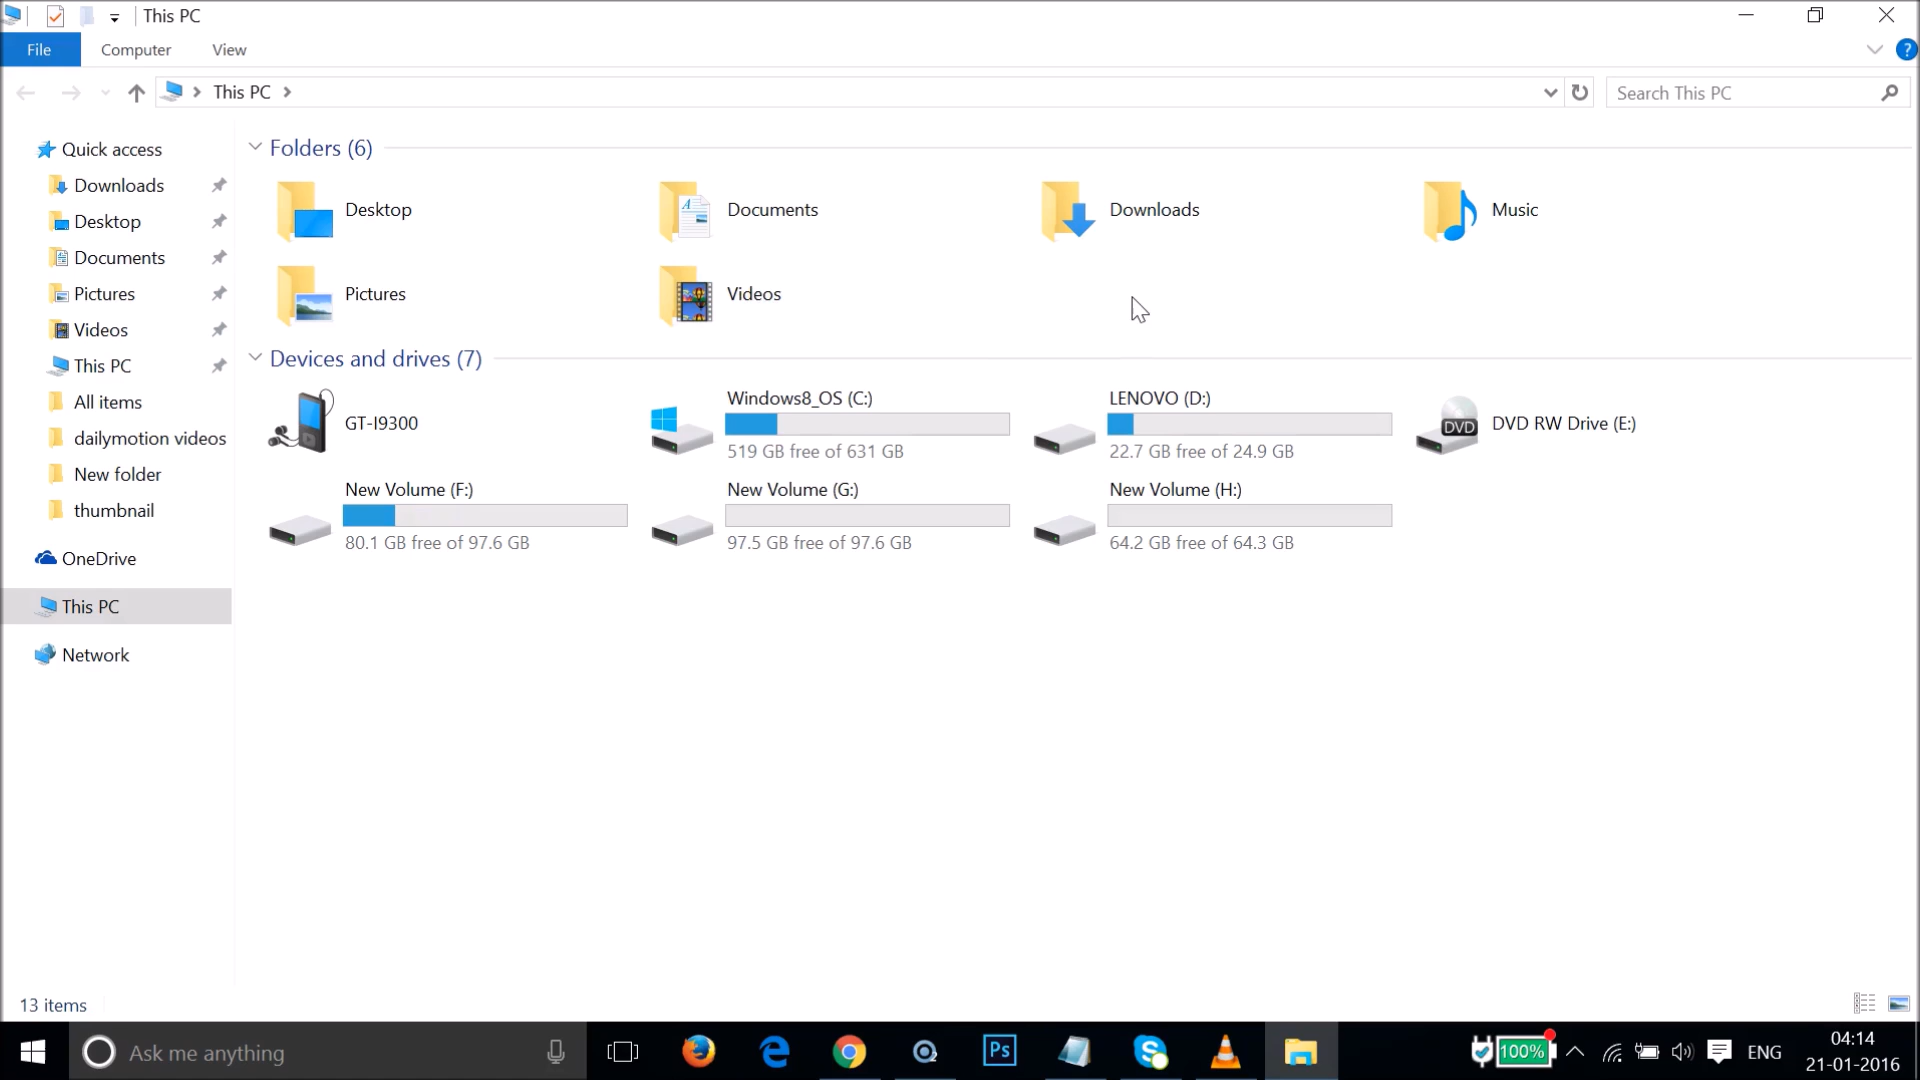 This PC
File Computer View ?
This PC
Search This PC
Quick access
Downloads
Desktop
Documents
Pictures
Videos
This PC
All items
dailymotion videos
New folder
thumbnail
OneDrive
This PC
Network
Folders (6)
Desktop Documents Downloads Music
Pictures Videos
Devices and drives (7)
GT-I9300
Windows8_OS (C:)
519 GB free of 631 GB
LENOVO (D:)
22.7 GB free of 24.9 GB
DVD
DVD RW Drive (E:)
New Volume (F:)
80.1 GB free of 97.6 GB
New Volume (G:)
97.5 GB free of 97.6 GB
New Volume (H:)
64.2 GB free of 64.3 GB
13 items
Ask me anything
Ps
100%
ENG
04:14
21-01-2016